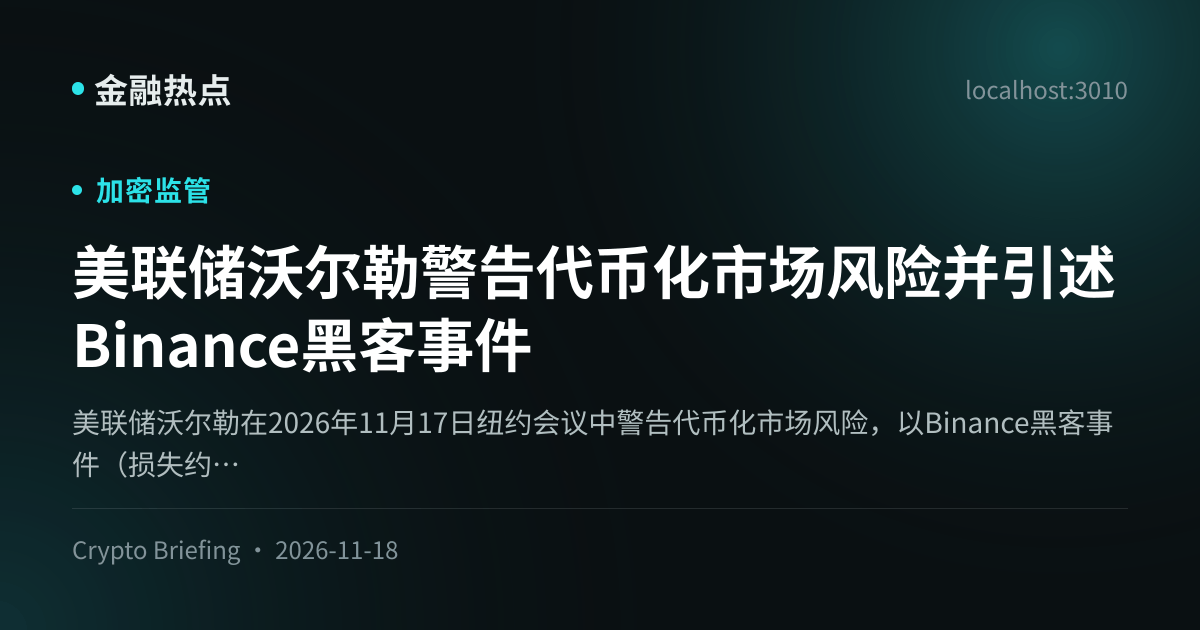 金融热点
localhost:3010
加密监管
美联储沃尔勒警告代币化市场风险并引述
Binance黑客事件
美联储沃尔勒在2026年11月17日纽约会议中警告代币化市场风险，以Binance黑客事
件（损失约…
Crypto Briefing · 2026-11-18